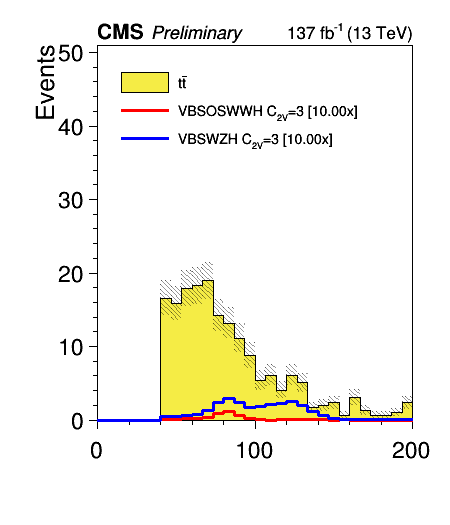 CMS Preliminary 137 fb⁻¹ (13 TeV)
Events
50
tt̄
VBSOSWWH C₂ᵥ=3 [10.00x]
40
VBSWZH C₂ᵥ=3 [10.00x]
30
20
10
0
0 100 200